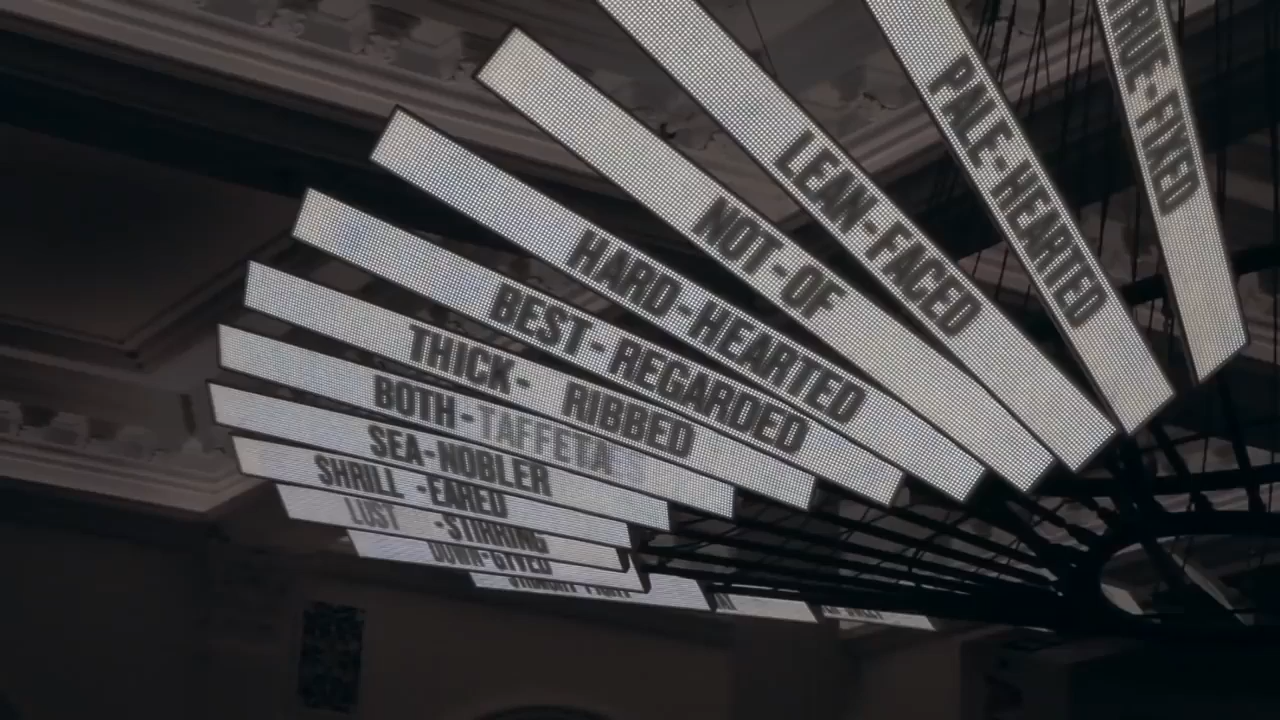 RUE-FIXED
PALE-HEARTED
LEAN-FACED
NOT-OF
HARD-HEARTED
BEST-REGARDED
THICK- RIBBED
BOTH-TAFFETA
SEA-NOBLER
SHRILL -EARED
LUST -STIRRING
DOWN-GYVED